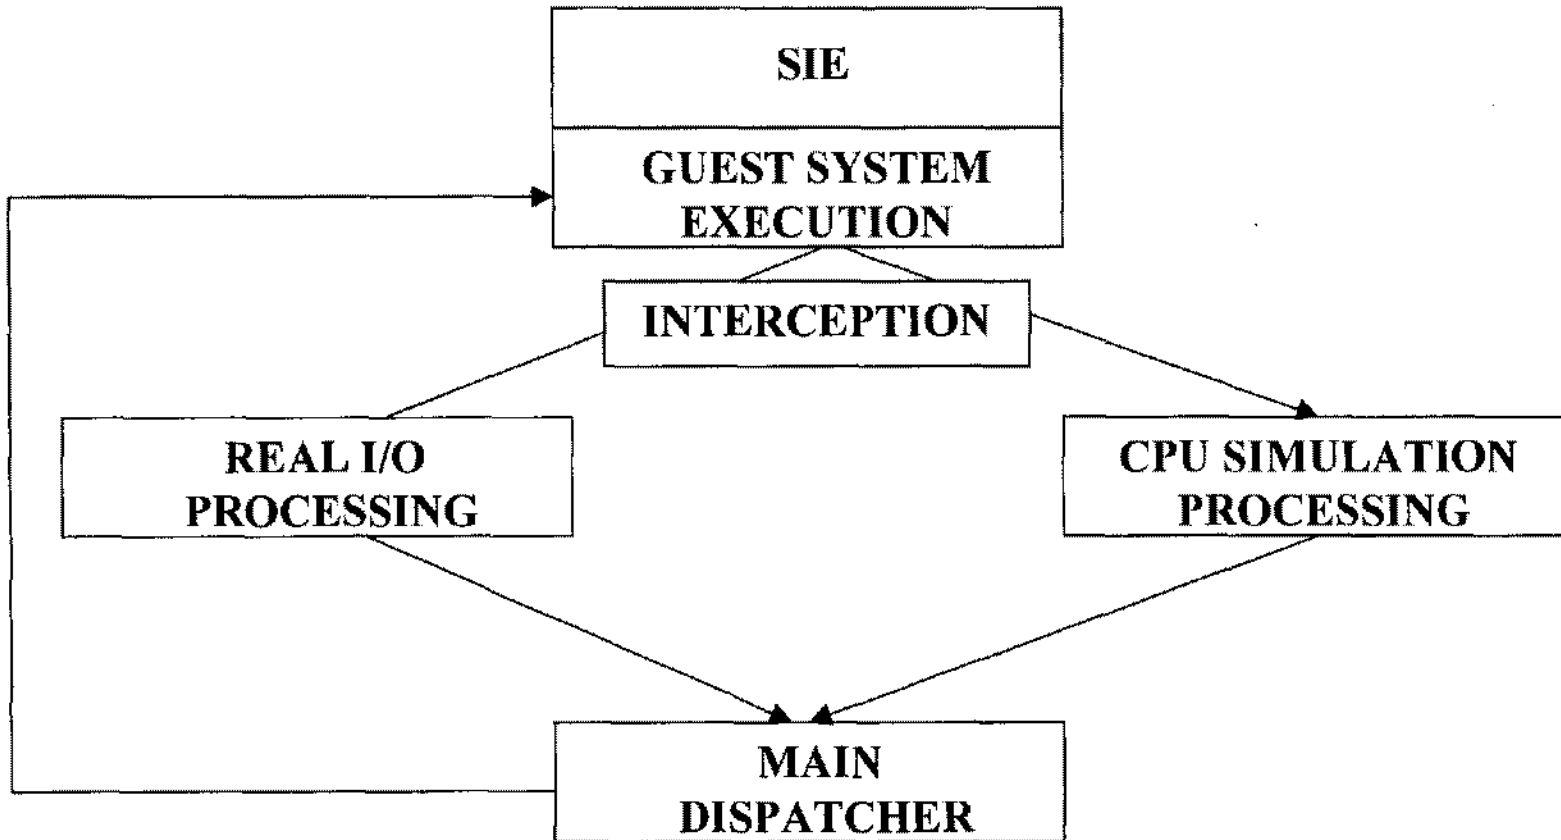 SIE
GUEST SYSTEM
EXECUTION
INTERCEPTION
REAL I/O
PROCESSING
CPU SIMULATION
PROCESSING
MAIN
DISPATCHER